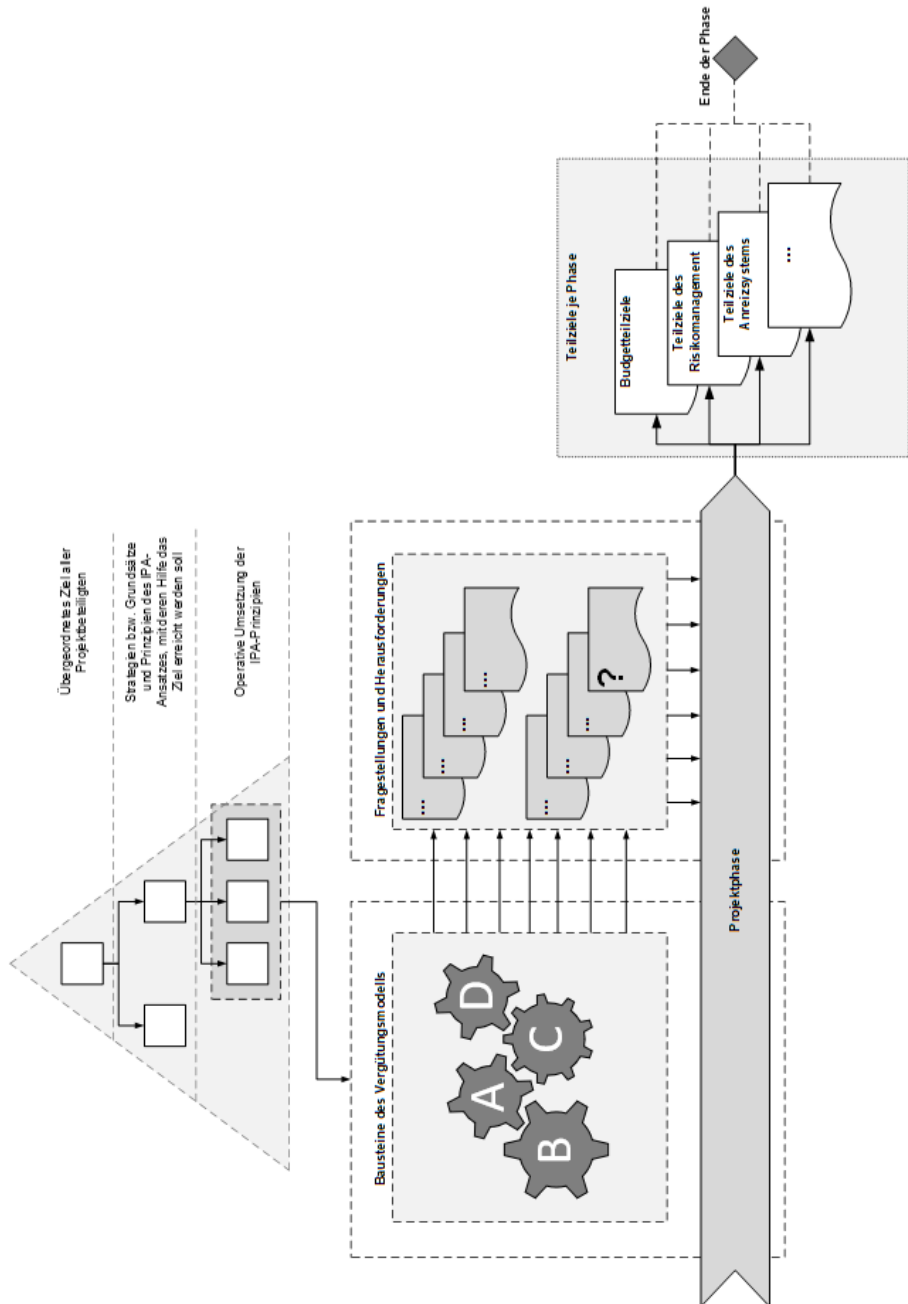 Übergeordnetes Ziel aller
Projektbeteiligten
Strategien bzw. Grundsätze
und Prinzipien des IPA-
Ansatzes, mit deren Hilfe das
Ziel erreicht werden soll
Operative Umsetzung der
IPA-Prinzipien
Bausteine des Vergütungsmodells
A
B
C
D
Fragestellungen und Herausforderungen
...
...
...
...
...
...
...
?
Projektphase
Teilziele je Phase
Budgetteilziele
Teilziele des
Risikomanagement
Teilziele des
Anreizsystems
...
Ende der Phase